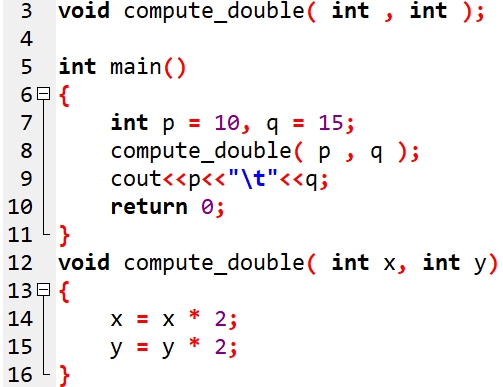 3 void compute_double( int , int );
4
5 int main()
6 {
7 int p = 10, q = 15;
8 compute_double( p , q );
9 cout<<p<<"\t"<<q;
10 return 0;
11 }
12 void compute_double( int x, int y)
13 {
14 x = x * 2;
15 y = y * 2;
16 }